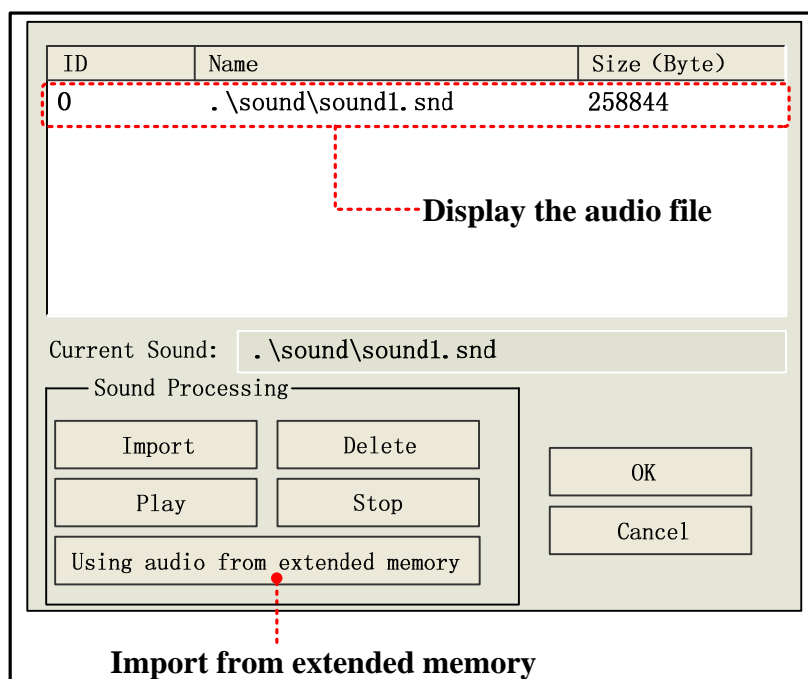 ID Name Size（Byte）
0 .\sound\sound1.snd 258844
Display the audio file
Current Sound: .\sound\sound1.snd
Sound Processing
Import Delete
OK
Play Stop
Cancel
Using audio from extended memory
Import from extended memory